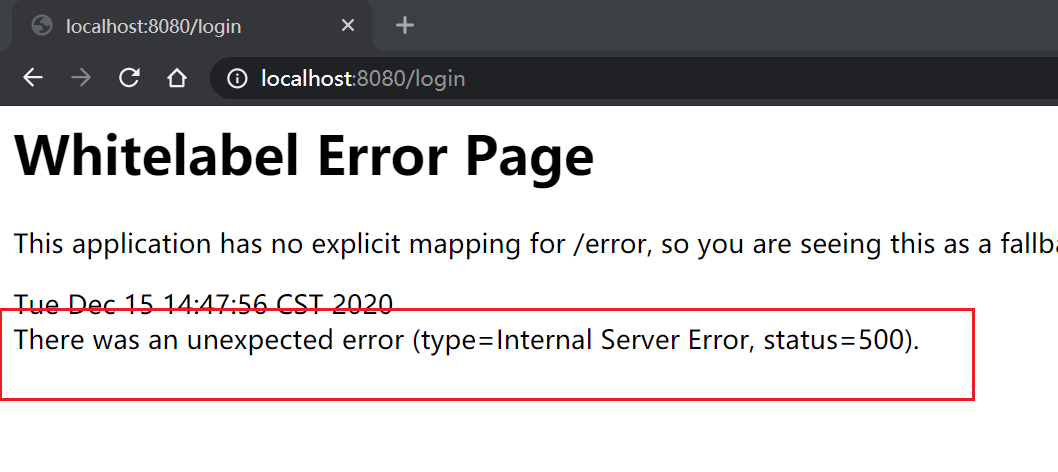 localhost:8080/login
localhost:8080/login
Whitelabel Error Page
This application has no explicit mapping for /error, so you are seeing this as a
Tue Dec 15 14:47:56 CST 2020
There was an unexpected error (type=Internal Server Error, status=500).